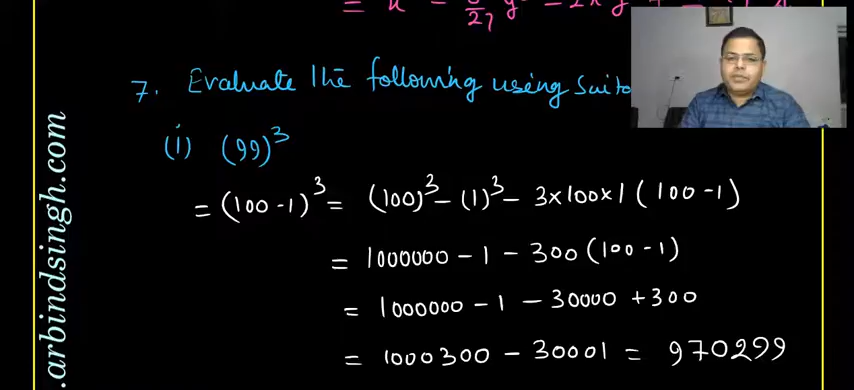 7. Evaluate the following using
(i) (99)³
= (100 - 1)³ = (100)³ - (1)³ - 3×100×1 (100 - 1)
= 1000000 - 1 - 300 (100 - 1)
= 1000000 - 1 - 30000 + 300
= 1000300 - 30001 = 970299
.arbindsingh.com